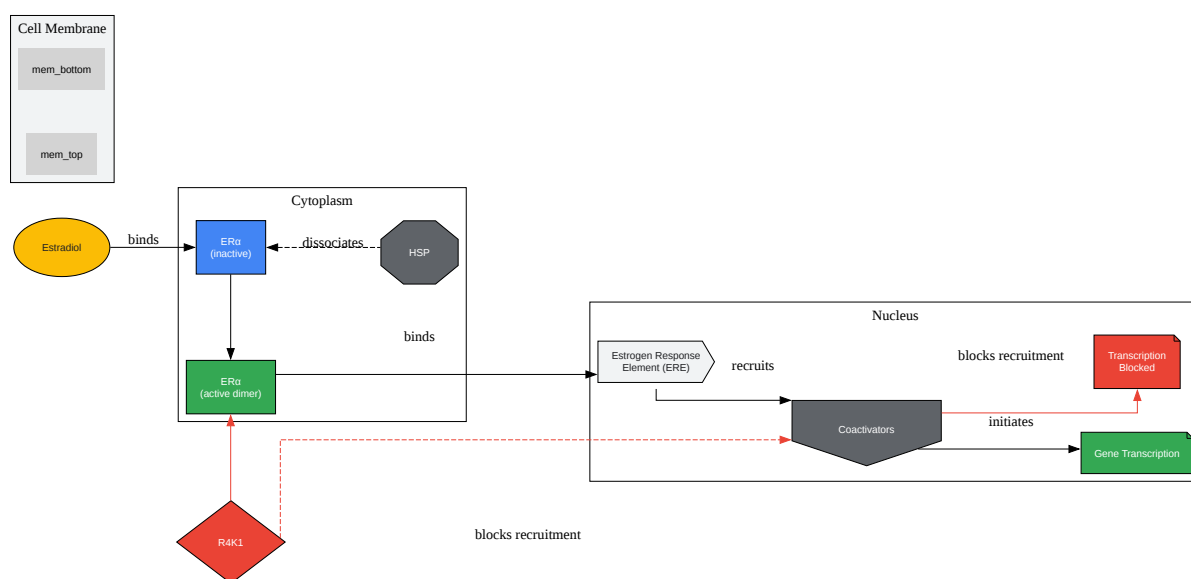 Cell Membrane
mem_bottom
mem_top
Cytoplasm
Estradiol
binds
ERα
(inactive)
dissociates
HSP
binds
ERα
(active dimer)
Nucleus
Estrogen Response
Element (ERE)
recruits
blocks recruitment
Transcription
Blocked
Coactivators
initiates
Gene Transcription
R4K1
blocks recruitment